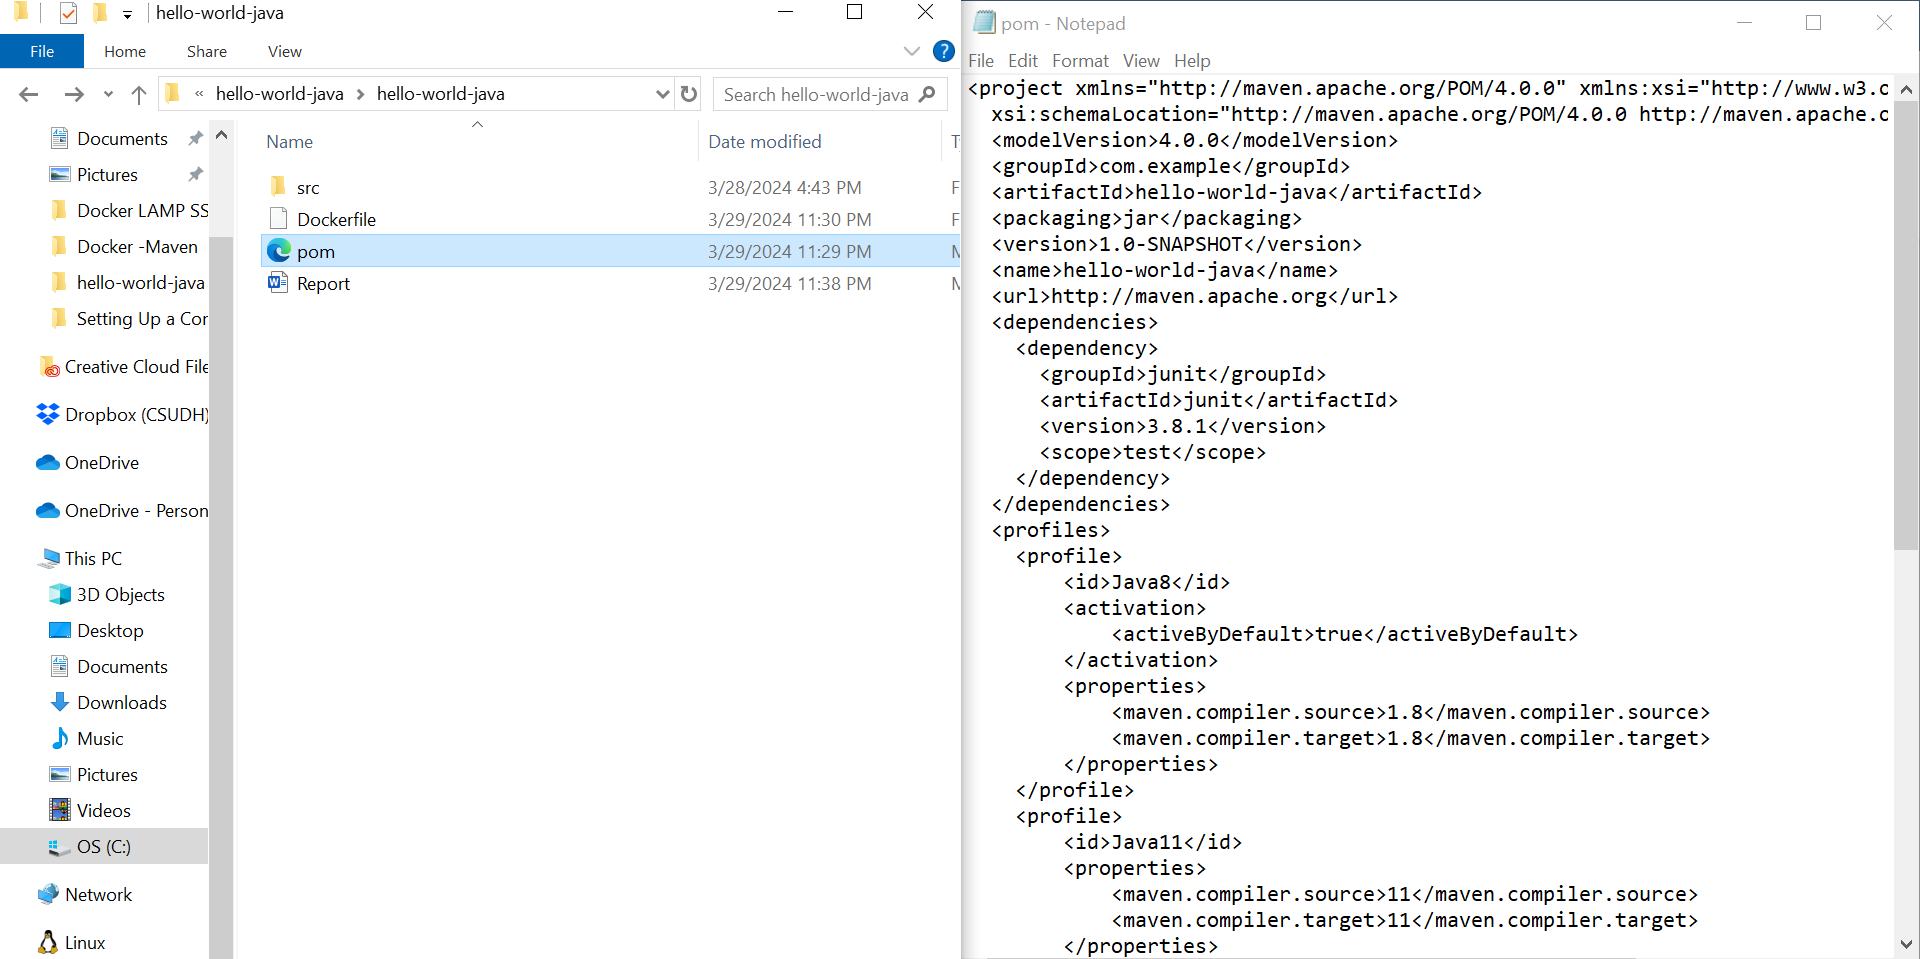 hello-world-java
File Home Share View
« hello-world-java > hello-world-java
Search hello-world-java
Documents
Pictures
Docker LAMP SS
Docker -Maven
hello-world-java
Setting Up a Cor
Creative Cloud File
Dropbox (CSUDH)
OneDrive
OneDrive - Person
This PC
3D Objects
Desktop
Documents
Downloads
Music
Pictures
Videos
OS (C:)
Network
Linux
Name Date modified
src 3/28/2024 4:43 PM F
Dockerfile 3/29/2024 11:30 PM F
pom 3/29/2024 11:29 PM M
Report 3/29/2024 11:38 PM M
pom - Notepad
File Edit Format View Help
<project xmlns="http://maven.apache.org/POM/4.0.0" xmlns:xsi="http://www.w3.o
  xsi:schemaLocation="http://maven.apache.org/POM/4.0.0 http://maven.apache.o
  <modelVersion>4.0.0</modelVersion>
  <groupId>com.example</groupId>
  <artifactId>hello-world-java</artifactId>
  <packaging>jar</packaging>
  <version>1.0-SNAPSHOT</version>
  <name>hello-world-java</name>
  <url>http://maven.apache.org</url>
  <dependencies>
    <dependency>
      <groupId>junit</groupId>
      <artifactId>junit</artifactId>
      <version>3.8.1</version>
      <scope>test</scope>
    </dependency>
  </dependencies>
  <profiles>
    <profile>
        <id>Java8</id>
        <activation>
            <activeByDefault>true</activeByDefault>
        </activation>
        <properties>
            <maven.compiler.source>1.8</maven.compiler.source>
            <maven.compiler.target>1.8</maven.compiler.target>
        </properties>
    </profile>
    <profile>
        <id>Java11</id>
        <properties>
            <maven.compiler.source>11</maven.compiler.source>
            <maven.compiler.target>11</maven.compiler.target>
        </properties>